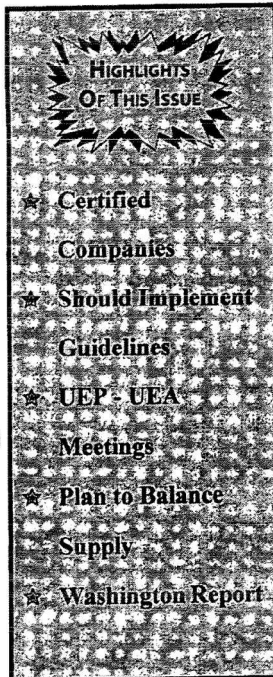 HIGHLIGHTS
OF THIS ISSUE
Certified
Companies
Should Implement
Guidelines
UEP - UEA
Meetings
Plan to Balance
Supply
Washington Report